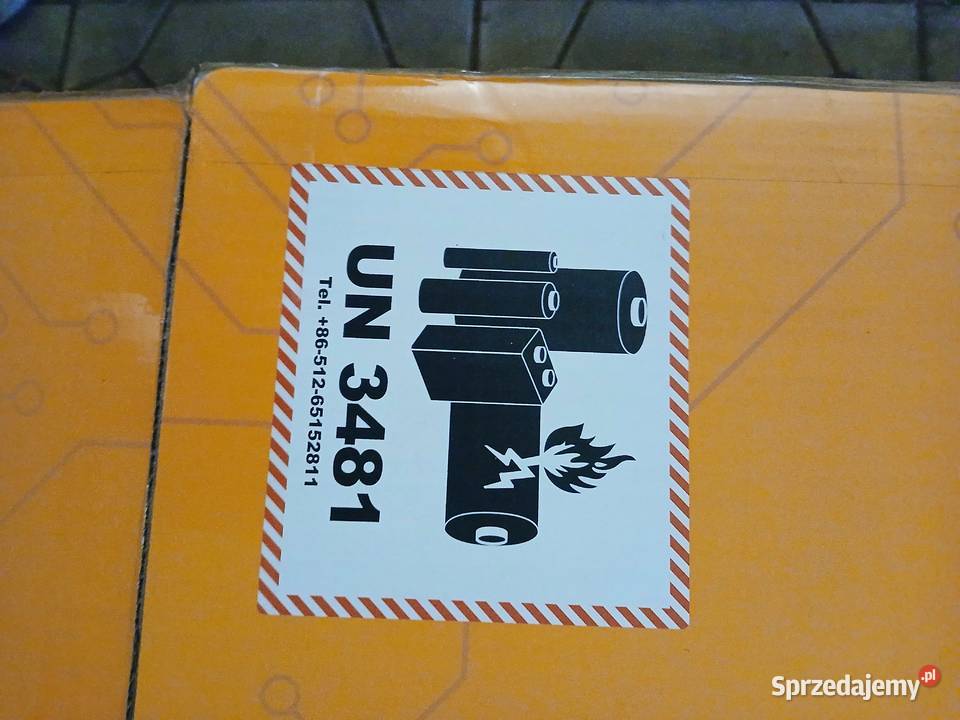 UN 3481
Tel. +86-512-65152811
Sprzedajemy.pl